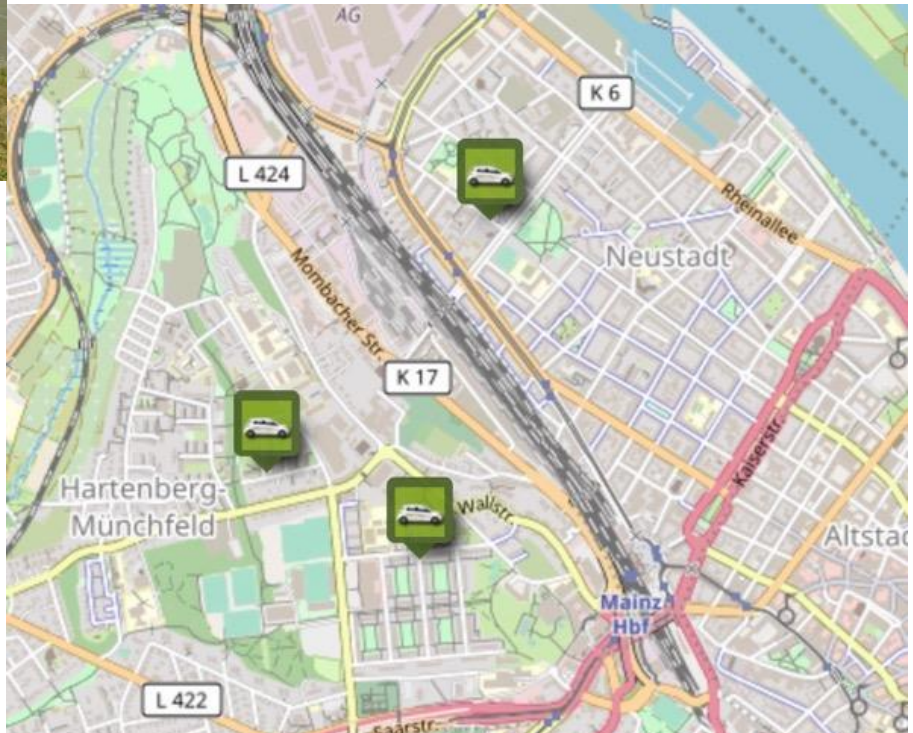 AG
K 6
L 424
Rheinallee
Neustadt
Mombacher Str.
K 17
Kaiserstr.
Hartenberg-
Münchfeld
Wallstr.
Altstad
Mainz
Hbf
L 422
Saarstr.